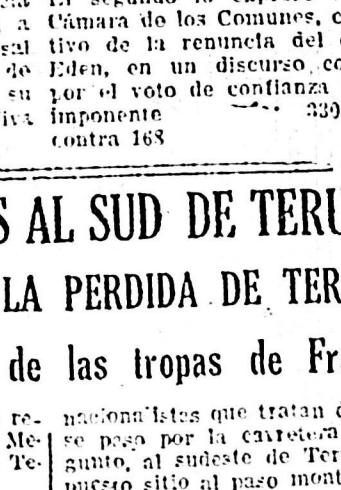 El segundo
a Cámara de los Comunes, c
sal tivo de la renuncia del
de Eden, en un discurso, co
su por el voto de confianza
iva imponente 330
contra 168
S AL SUD DE TERU
LA PERDIDA DE TER
de las tropas de Fr
re- nacionalistas que tratan d
Me- se paso por la carretera
Te- gunto, al sudeste de Ter
puesto sitio al paso mont